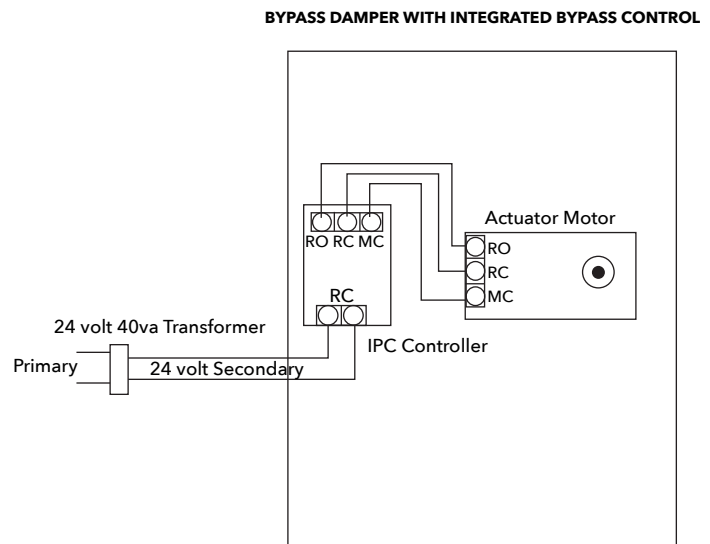 BYPASS DAMPER WITH INTEGRATED BYPASS CONTROL
Actuator Motor
RO RC MC
RO
RC
MC
RC
24 volt 40va Transformer
IPC Controller
Primary
24 volt Secondary